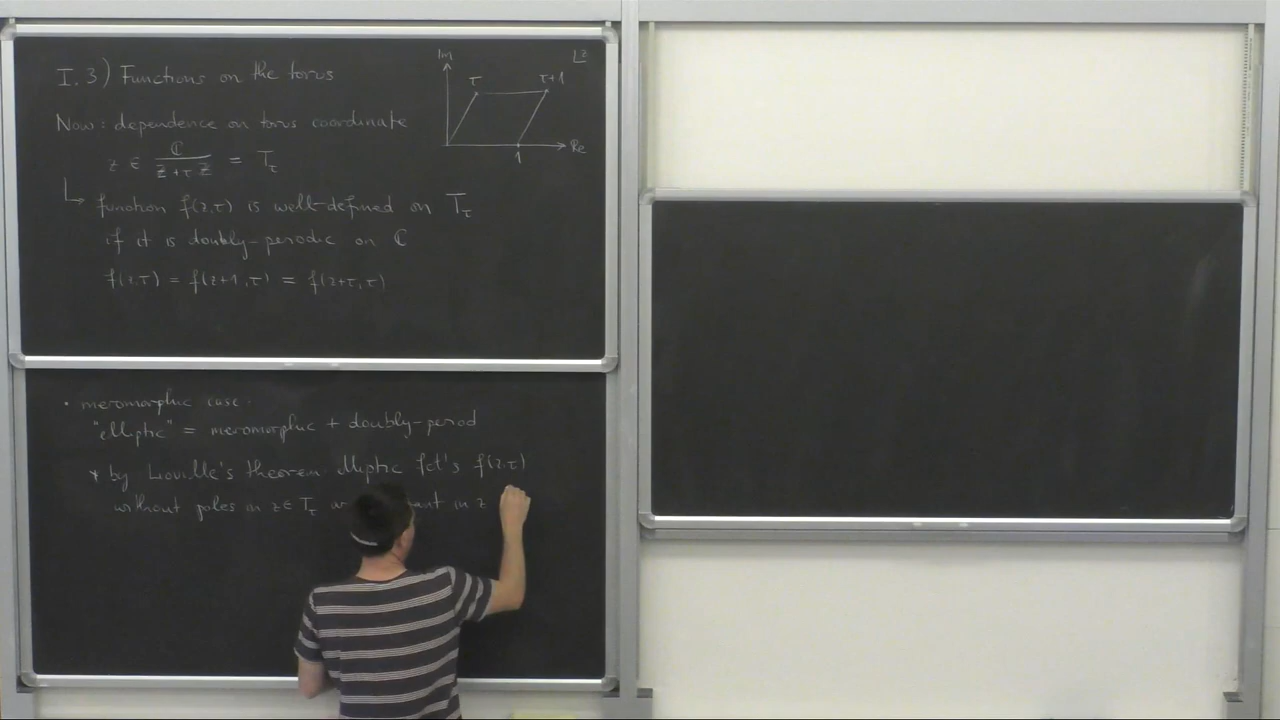 I.3) Functions on the torus
Im
τ
τ+1
z
1
Re
Now: dependence on torus coordinate
z ∈ ℂ / ℤ+τℤ = T_τ
↳ function f(z,τ) is well-defined on T_τ
if it is doubly-periodic on ℂ
f(z,τ) = f(z+1,τ) = f(z+τ,τ)
• meromorphic case:
"elliptic" = meromorphic + doubly-period
* by Liouville's theorem: elliptic fct's f(z,τ)
without poles in z ∈ T_τ in z